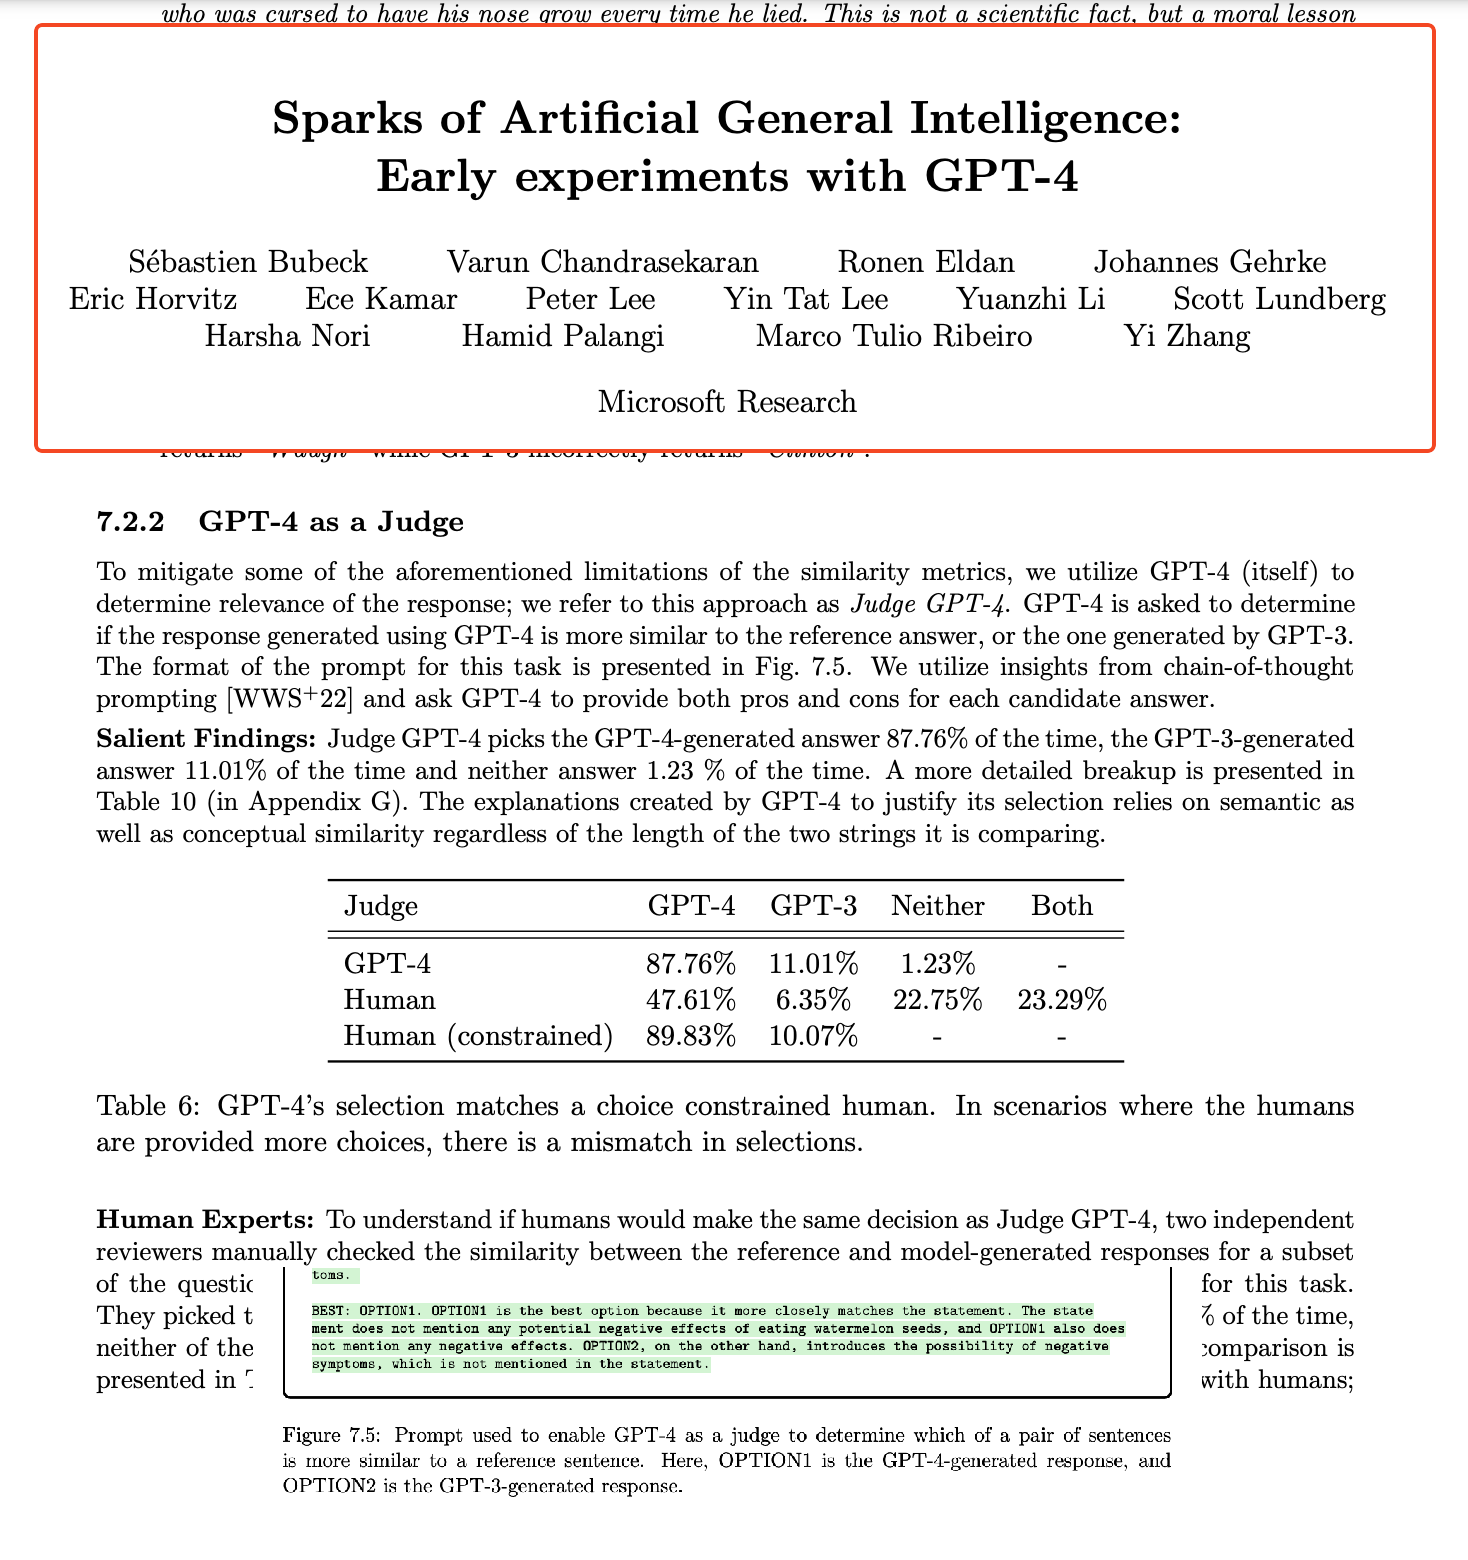 who was cursed to have his nose grow every time he lied. This is not a scientific fact, but a moral lesson
Sparks of Artificial General Intelligence:
Early experiments with GPT-4
Sébastien Bubeck Varun Chandrasekaran Ronen Eldan Johannes Gehrke
Eric Horvitz Ece Kamar Peter Lee Yin Tat Lee Yuanzhi Li Scott Lundberg
Harsha Nori Hamid Palangi Marco Tulio Ribeiro Yi Zhang
Microsoft Research
returns "Waugh" while GPT-3 incorrectly returns "Clinton".
7.2.2 GPT-4 as a Judge
To mitigate some of the aforementioned limitations of the similarity metrics, we utilize GPT-4 (itself) to
determine relevance of the response; we refer to this approach as Judge GPT-4. GPT-4 is asked to determine
if the response generated using GPT-4 is more similar to the reference answer, or the one generated by GPT-3.
The format of the prompt for this task is presented in Fig. 7.5. We utilize insights from chain-of-thought
prompting [WWS+22] and ask GPT-4 to provide both pros and cons for each candidate answer.
Salient Findings: Judge GPT-4 picks the GPT-4-generated answer 87.76% of the time, the GPT-3-generated
answer 11.01% of the time and neither answer 1.23 % of the time. A more detailed breakup is presented in
Table 10 (in Appendix G). The explanations created by GPT-4 to justify its selection relies on semantic as
well as conceptual similarity regardless of the length of the two strings it is comparing.
Judge GPT-4 GPT-3 Neither Both
GPT-4 87.76% 11.01% 1.23% -
Human 47.61% 6.35% 22.75% 23.29%
Human (constrained) 89.83% 10.07% - -
Table 6: GPT-4's selection matches a choice constrained human. In scenarios where the humans
are provided more choices, there is a mismatch in selections.
Human Experts: To understand if humans would make the same decision as Judge GPT-4, two independent
reviewers manually checked the similarity between the reference and model-generated responses for a subset
of the for this task.
They picked % of the time,
neither of the comparison is
presented in with humans;
toms.
BEST: OPTION1. OPTION1 is the best option because it more closely matches the statement. The state
ment does not mention any potential negative effects of eating watermelon seeds, and OPTION1 also does
not mention any negative effects. OPTION2, on the other hand, introduces the possibility of negative
symptoms, which is not mentioned in the statement.
Figure 7.5: Prompt used to enable GPT-4 as a judge to determine which of a pair of sentences
is more similar to a reference sentence. Here, OPTION1 is the GPT-4-generated response, and
OPTION2 is the GPT-3-generated response.